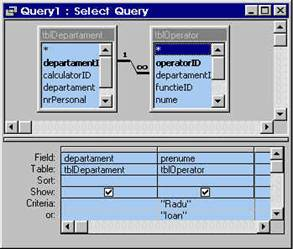 Query1 : Select Query
tblDepartament
*
departamentI
calculatorID
departament
nrPersonal
1
∞
tblOperator
*
operatorID
departamentI
functieID
nume
Field: departament prenume
Table: tblDepartament tblOperator
Sort:
Show:
Criteria: "Radu"
or: "Ioan"